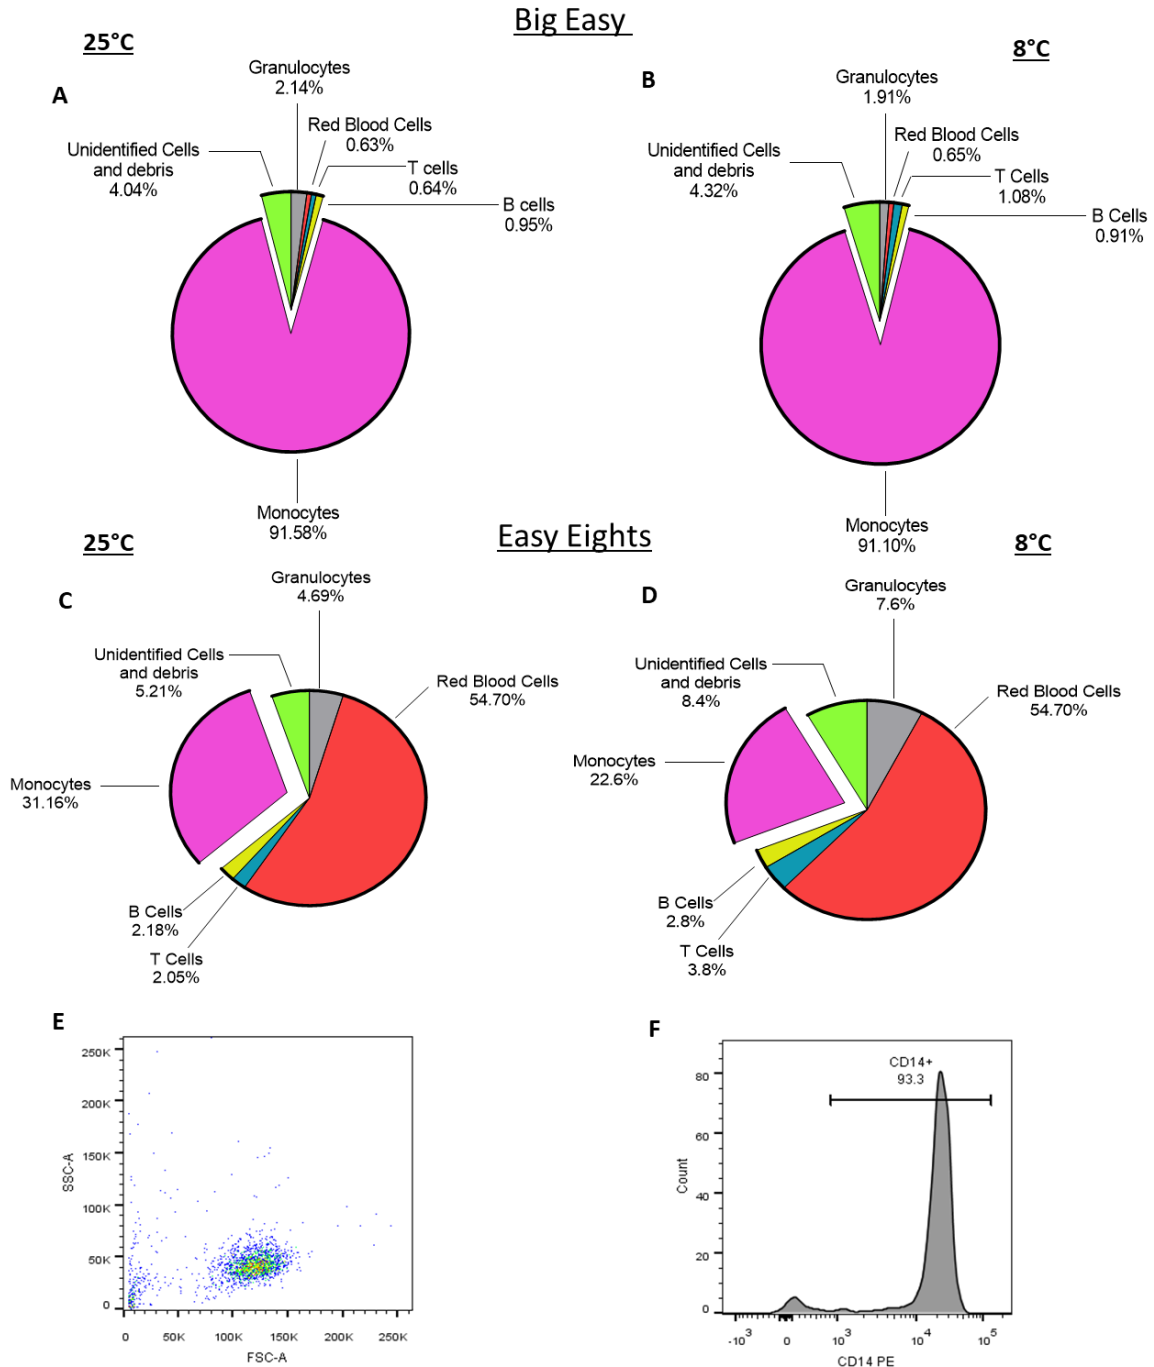 Big Easy
25°C
8°C
A
Granulocytes
2.14%
Red Blood Cells
0.63%
T cells
0.64%
B cells
0.95%
Unidentified Cells
and debris
4.04%
Monocytes
91.58%
B
Granulocytes
1.91%
Red Blood Cells
0.65%
T Cells
1.08%
B Cells
0.91%
Unidentified Cells
and debris
4.32%
Monocytes
91.10%
Easy Eights
25°C
8°C
C
Granulocytes
4.69%
Unidentified Cells
and debris
5.21%
Red Blood Cells
54.70%
Monocytes
31.16%
B Cells
2.18%
T Cells
2.05%
D
Granulocytes
7.6%
Unidentified Cells
and debris
8.4%
Red Blood Cells
54.70%
Monocytes
22.6%
B Cells
2.8%
T Cells
3.8%
E
250K
200K
150K
100K
50K
0
SSC-A
0 50K 100K 150K 200K 250K
FSC-A
F
CD14+
93.3
80
60
40
20
0
Count
-10³ 0 10³ 10⁴ 10⁵
CD14 PE